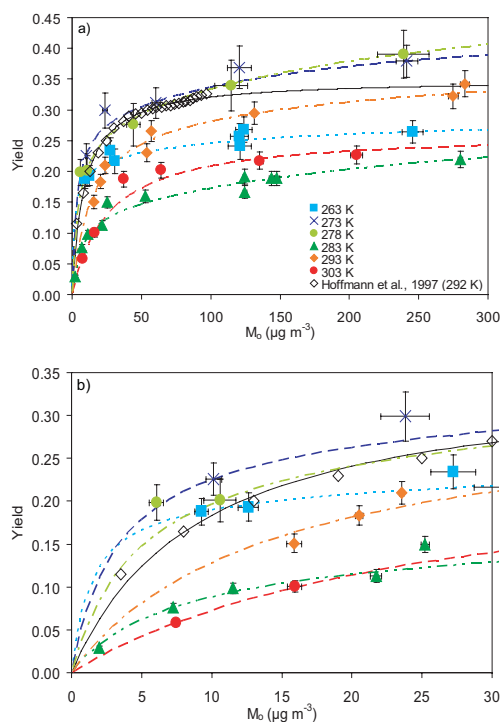 a)
0.45
0.40
0.35
0.30
0.25
0.20
0.15
0.10
0.05
0.00
Yield
263 K
273 K
278 K
283 K
293 K
303 K
Hoffmann et al., 1997 (292 K)
0 50 100 150 200 250 300
Mₒ (µg m⁻³)
b)
0.35
0.30
0.25
0.20
0.15
0.10
0.05
0.00
Yield
0 5 10 15 20 25 30
Mₒ (µg m⁻³)